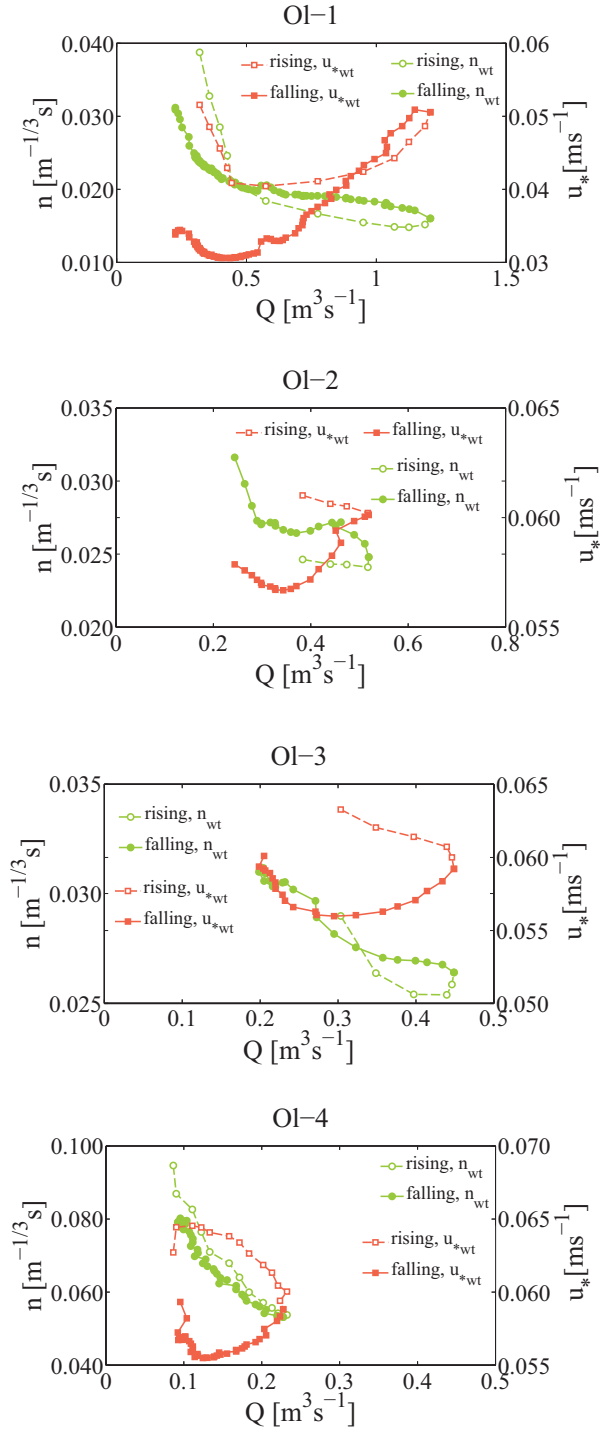 Ol−1
0.040 0.06
rising, u*wt rising, nwt
falling, u*wt falling, nwt
0.030 0.05
n [m−1/3s]
u*[ms−1]
0.020 0.04
0.010 0.03
0 0.5 1 1.5
Q [m3s−1]
Ol−2
0.035 0.065
rising, u*wt falling, u*wt
rising, nwt
falling, nwt
0.030 0.060
n [m−1/3s]
u*[ms−1]
0.025
0.020 0.055
0 0.2 0.4 0.6 0.8
Q [m3s−1]
Ol−3
0.035 0.065
rising, nwt
falling, nwt
0.030 0.060
rising, u*wt
falling, u*wt
n [m−1/3s]
u*[ms−1]
0.055
0.025 0.050
0 0.1 0.2 0.3 0.4 0.5
Q [m3s−1]
Ol−4
0.100 0.070
rising, nwt
falling, nwt
0.080 0.065
rising, u*wt
falling, u*wt
n [m−1/3s]
u*[ms−1]
0.060 0.060
0.040 0.055
0 0.1 0.2 0.3 0.4 0.5
Q [m3s−1]